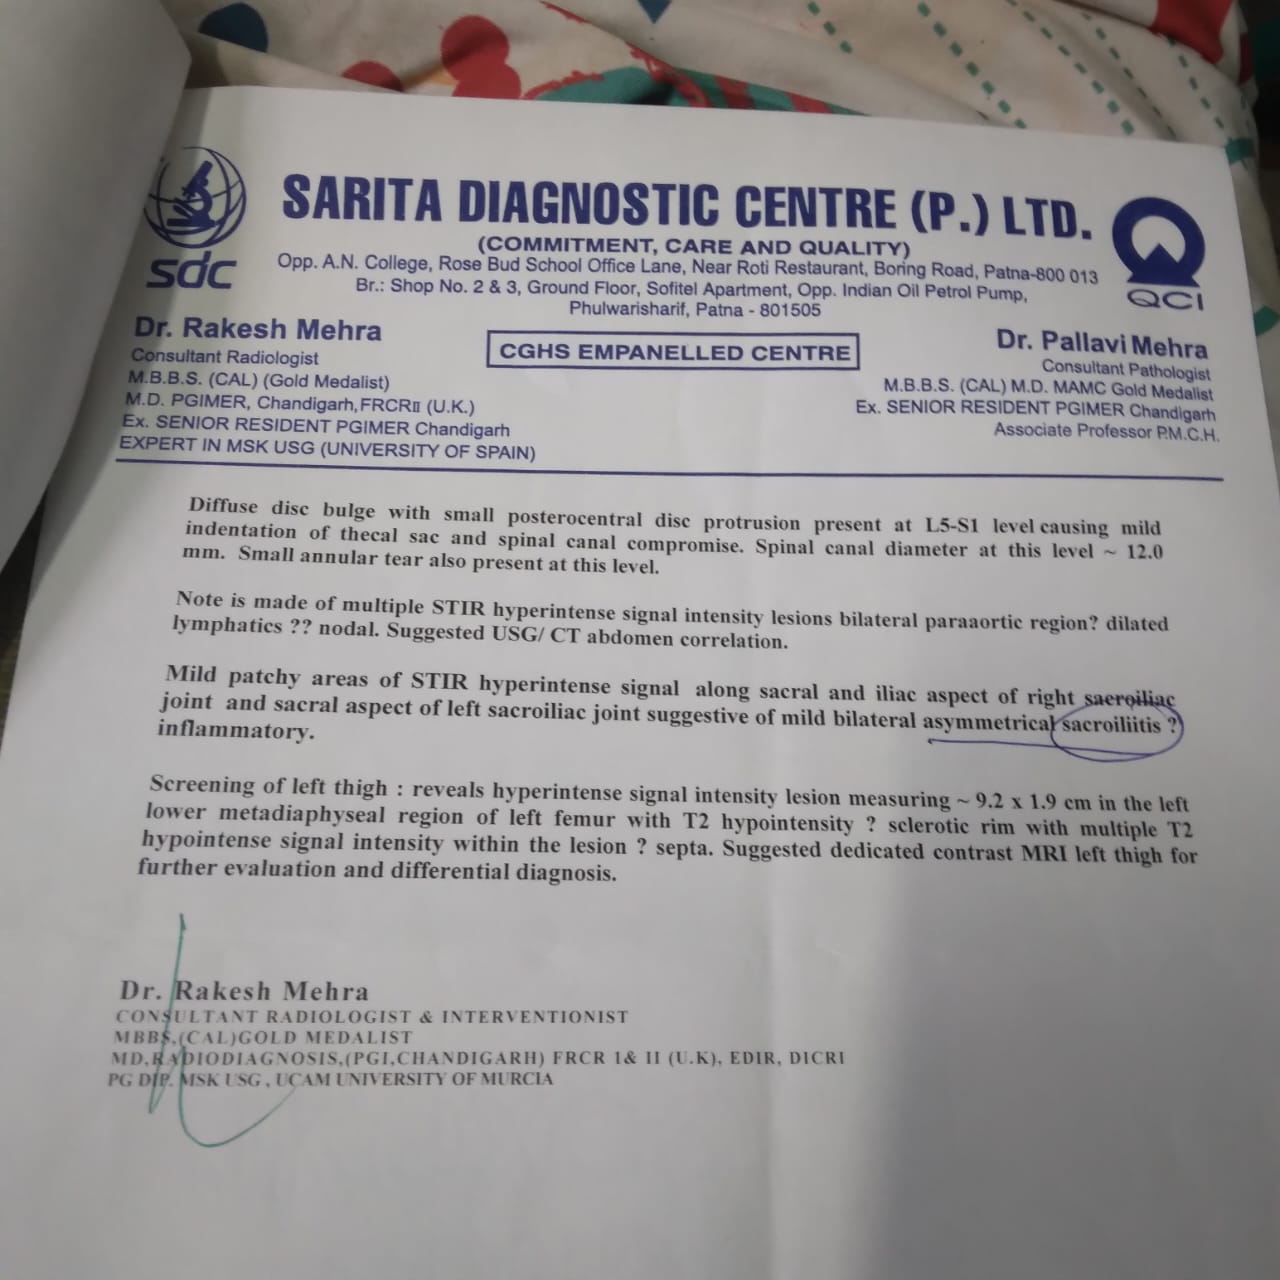 sdc
SARITA DIAGNOSTIC CENTRE (P.) LTD.
(COMMITMENT, CARE AND QUALITY)
Opp. A.N. College, Rose Bud School Office Lane, Near Roti Restaurant, Boring Road, Patna-800 013
Br.: Shop No. 2 & 3, Ground Floor, Sofitel Apartment, Opp. Indian Oil Petrol Pump,
Phulwarisharif, Patna - 801505
QCI
Dr. Rakesh Mehra
Consultant Radiologist
M.B.B.S. (CAL) (Gold Medalist)
M.D. PGIMER, Chandigarh, FRCR II (U.K.)
Ex. SENIOR RESIDENT PGIMER Chandigarh
EXPERT IN MSK USG (UNIVERSITY OF SPAIN)
CGHS EMPANELLED CENTRE
Dr. Pallavi Mehra
Consultant Pathologist
M.B.B.S. (CAL) M.D. MAMC Gold Medalist
Ex. SENIOR RESIDENT PGIMER Chandigarh
Associate Professor P.M.C.H.
Diffuse disc bulge with small posterocentral disc protrusion present at L5-S1 level causing mild
indentation of thecal sac and spinal canal compromise. Spinal canal diameter at this level ~ 12.0
mm. Small annular tear also present at this level.
Note is made of multiple STIR hyperintense signal intensity lesions bilateral paraaortic region? dilated
lymphatics ?? nodal. Suggested USG/ CT abdomen correlation.
Mild patchy areas of STIR hyperintense signal along sacral and iliac aspect of right sacroiliac
joint and sacral aspect of left sacroiliac joint suggestive of mild bilateral asymmetrical sacroiliitis ?
inflammatory.
Screening of left thigh : reveals hyperintense signal intensity lesion measuring ~ 9.2 x 1.9 cm in the left
lower metadiaphyseal region of left femur with T2 hypointensity ? sclerotic rim with multiple T2
hypointense signal intensity within the lesion ? septa. Suggested dedicated contrast MRI left thigh for
further evaluation and differential diagnosis.
Dr. Rakesh Mehra
CONSULTANT RADIOLOGIST & INTERVENTIONIST
MBBS,(CAL)GOLD MEDALIST
MD,RADIODIAGNOSIS,(PGI,CHANDIGARH) FRCR 1& II (U.K), EDIR, DICRI
PG DIP. MSK USG , UCAM UNIVERSITY OF MURCIA